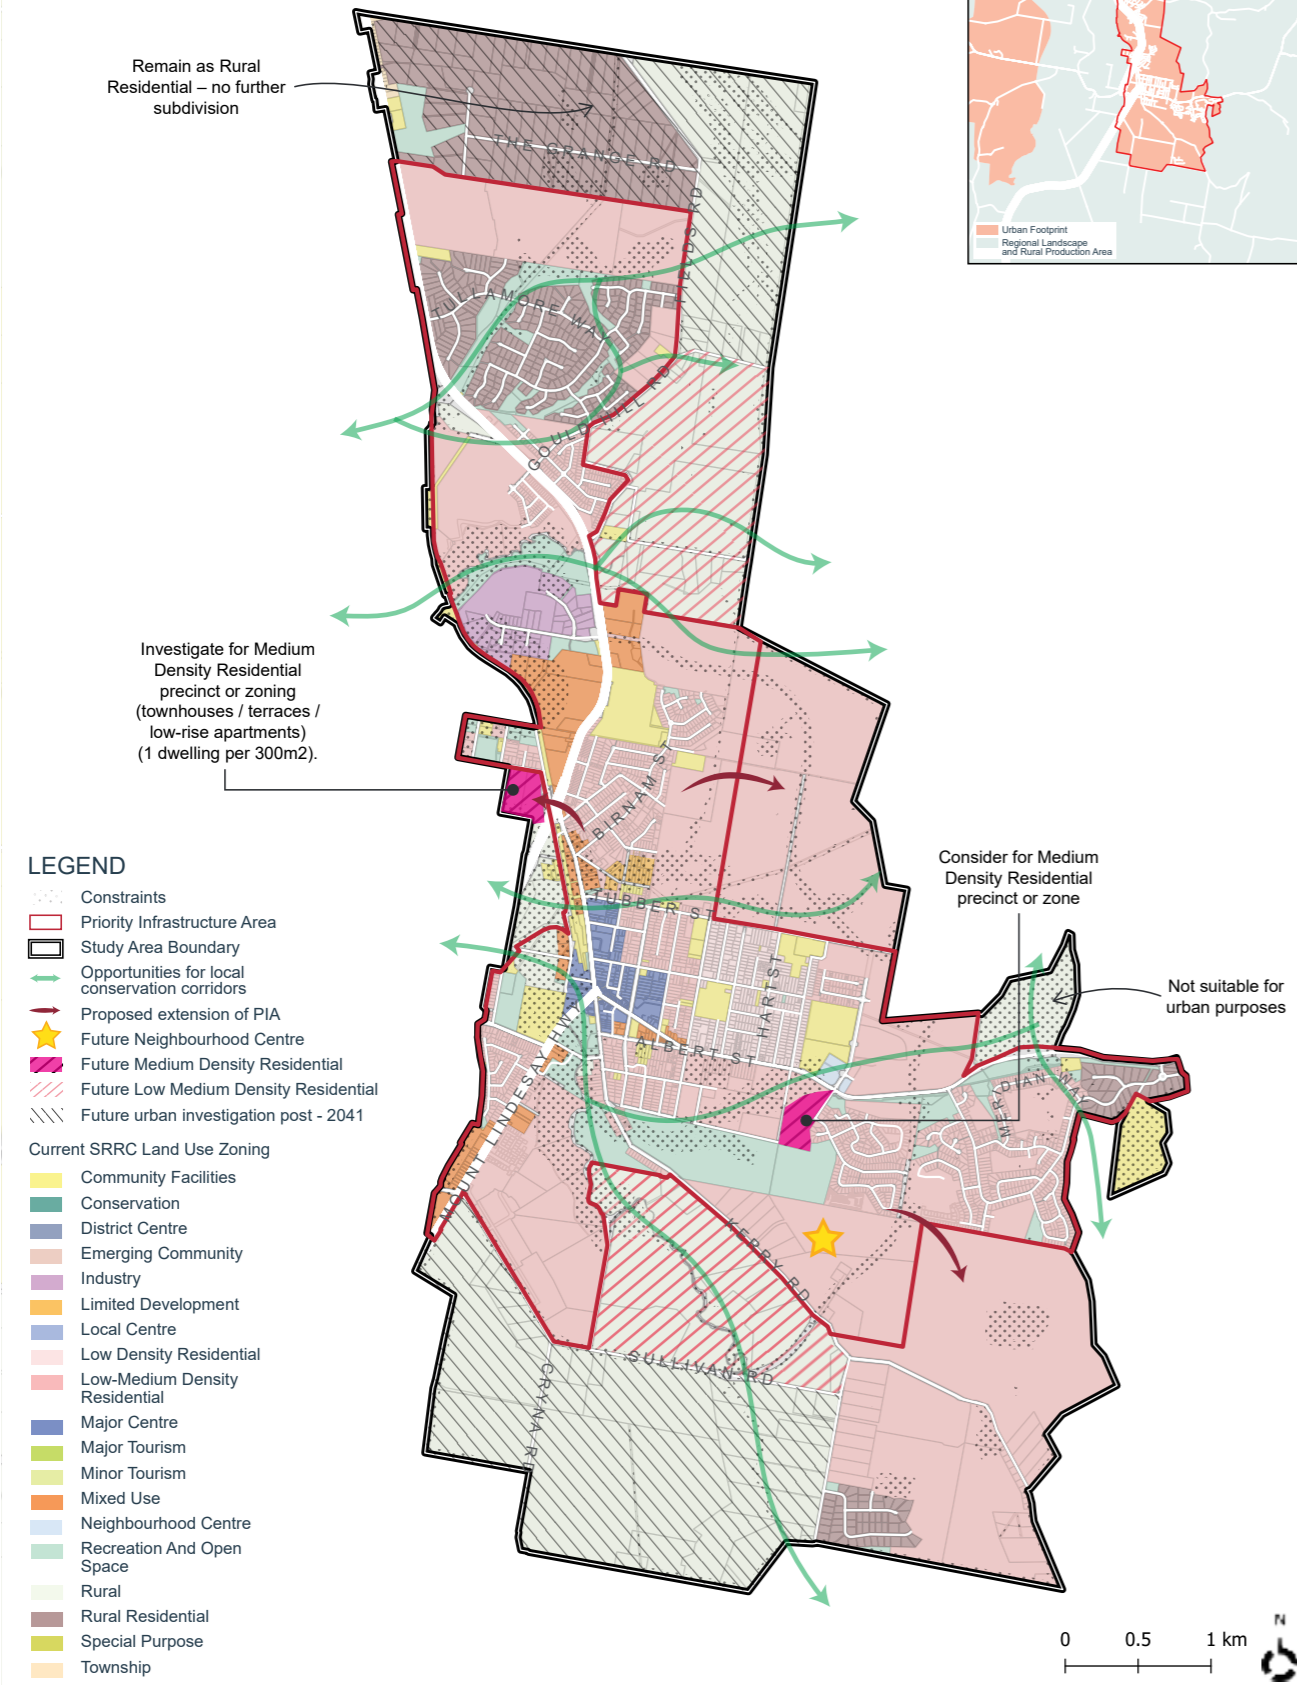 Remain as Rural
Residential – no further
subdivision
THE GRANGE RD
FIELDS RD
TULLAMORE WAY
GOULD HILL RD
Urban Footprint
Regional Landscape
and Rural Production Area
Investigate for Medium
Density Residential
precinct or zoning
(townhouses / terraces /
low-rise apartments)
(1 dwelling per 300m2).
BIRNAM ST
TUBBER ST
HART ST
ALBERT ST
MOUNT LINDESAY HWY
KERRY RD
SULLIVAN RD
CRYNA RD
Consider for Medium
Density Residential
precinct or zone
Not suitable for
urban purposes
LEGEND
Constraints
Priority Infrastructure Area
Study Area Boundary
Opportunities for local
conservation corridors
Proposed extension of PIA
Future Neighbourhood Centre
Future Medium Density Residential
Future Low Medium Density Residential
Future urban investigation post - 2041
Current SRRC Land Use Zoning
Community Facilities
Conservation
District Centre
Emerging Community
Industry
Limited Development
Local Centre
Low Density Residential
Low-Medium Density
Residential
Major Centre
Major Tourism
Minor Tourism
Mixed Use
Neighbourhood Centre
Recreation And Open
Space
Rural
Rural Residential
Special Purpose
Township
0 0.5 1 km
N